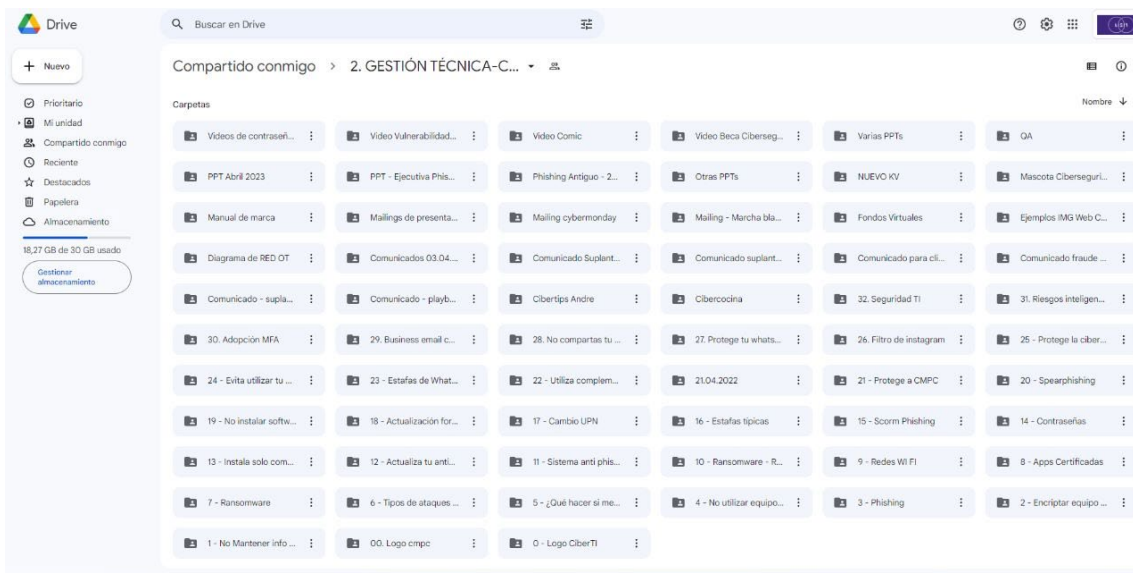 Drive
Buscar en Drive
Nuevo
Compartido conmigo > 2. GESTIÓN TÉCNICA-C...
Prioritario
Mi unidad
Compartido conmigo
Reciente
Destacados
Papelera
Almacenamiento
18,27 GB de 30 GB usado
Gestionar
almacenamiento
Carpetas
Nombre
Videos de contraseñ... Video Vulnerabilidad... Video Comic Video Beca Ciberseg... Varias PPTs QA
PPT Abril 2023 PPT - Ejecutiva Phis... Phishing Antiguo - 2... Otras PPTs NUEVO KV Mascota Ciberseguri...
Manual de marca Mailings de presenta... Mailing cybermonday Mailing - Marcha bla... Fondos Virtuales Ejemplos IMG Web C...
Diagrama de RED OT Comunicados 03.04.... Comunicado Suplant... Comunicado suplant... Comunicado para cli... Comunicado fraude ...
Comunicado - supla... Comunicado - playb... Cibertips Andre Cibercocina 32. Seguridad TI 31. Riesgos inteligen...
30. Adopción MFA 29. Business email c... 28. No compartas tu ... 27. Protege tu whats... 26. Filtro de instagram 25 - Protege la ciber...
24 - Evita utilizar tu ... 23 - Estafas de What... 22 - Utiliza complem... 21.04.2022 21 - Protege a CMPC 20 - Spearphishing
19 - No instalar softw... 18 - Actualización for... 17 - Cambio UPN 16 - Estafas típicas 15 - Scorm Phishing 14 - Contraseñas
13 - Instala solo com... 12 - Actualiza tu anti... 11 - Sistema anti phis... 10 - Ransomware - R... 9 - Redes WI FI 8 - Apps Certificadas
7 - Ransomware 6 - Tipos de ataques ... 5 - ¿Qué hacer si me... 4 - No utilizar equipo... 3 - Phishing 2 - Encriptar equipo ...
1 - No Mantener info ... 00. Logo cmpc 0 - Logo CiberTI